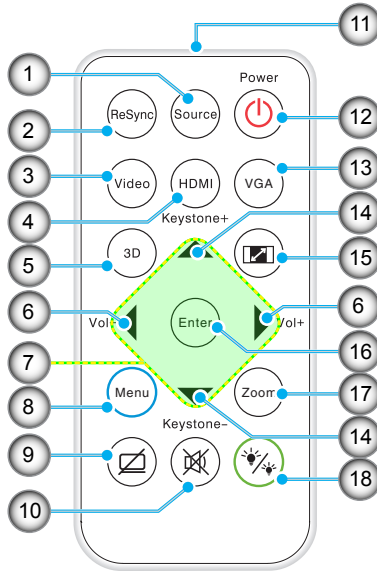 11
1
Power
ReSync
Source
2
12
3
13
Video
HDMI
VGA
4
Keystone+
14
3D
5
15
6
6
Vol-
Enter
Vol+
16
7
Menu
Zoom
17
8
Keystone-
14
9
10
18